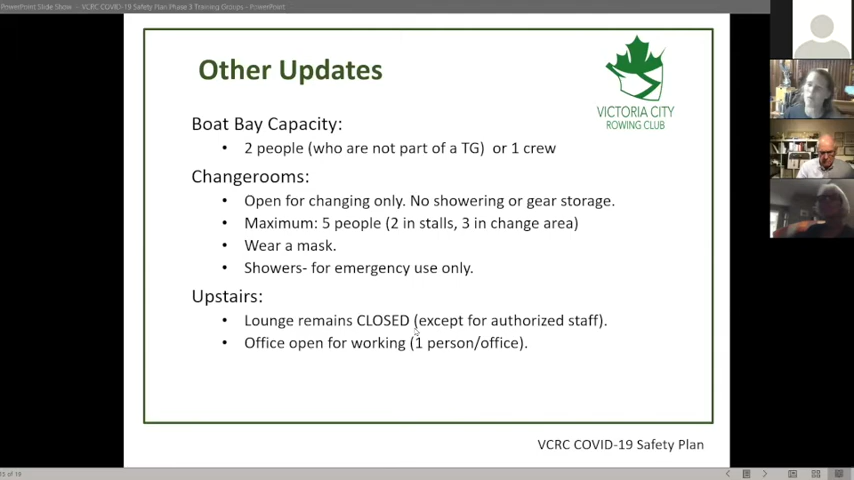 PowerPoint Slide Show - VCRC COVID-19 Safety Plan Phase 3 Training Groups - PowerPoint
Other Updates
VICTORIA CITY
ROWING CLUB
Boat Bay Capacity:
• 2 people (who are not part of a TG) or 1 crew
Changerooms:
• Open for changing only. No showering or gear storage.
• Maximum: 5 people (2 in stalls, 3 in change area)
• Wear a mask.
• Showers- for emergency use only.
Upstairs:
• Lounge remains CLOSED (except for authorized staff).
• Office open for working (1 person/office).
VCRC COVID-19 Safety Plan
of 19